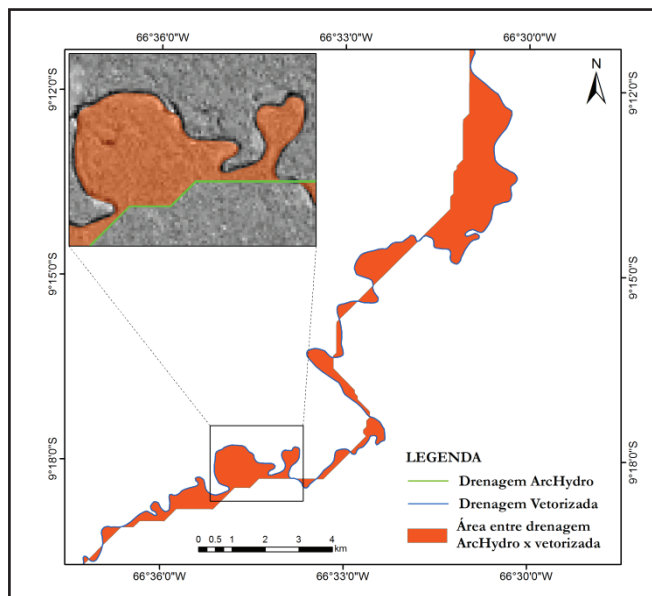 66°36'0"W 66°33'0"W 66°30'0"W
9°12'0"S
9°12'0"S
N
9°15'0"S
9°15'0"S
9°18'0"S
9°18'0"S
LEGENDA
Drenagem ArcHydro
Drenagem Vetorizada
Área entre drenagem
ArcHydro x vetorizada
0 0.5 1 2 3 4
km
66°36'0"W 66°33'0"W 66°30'0"W